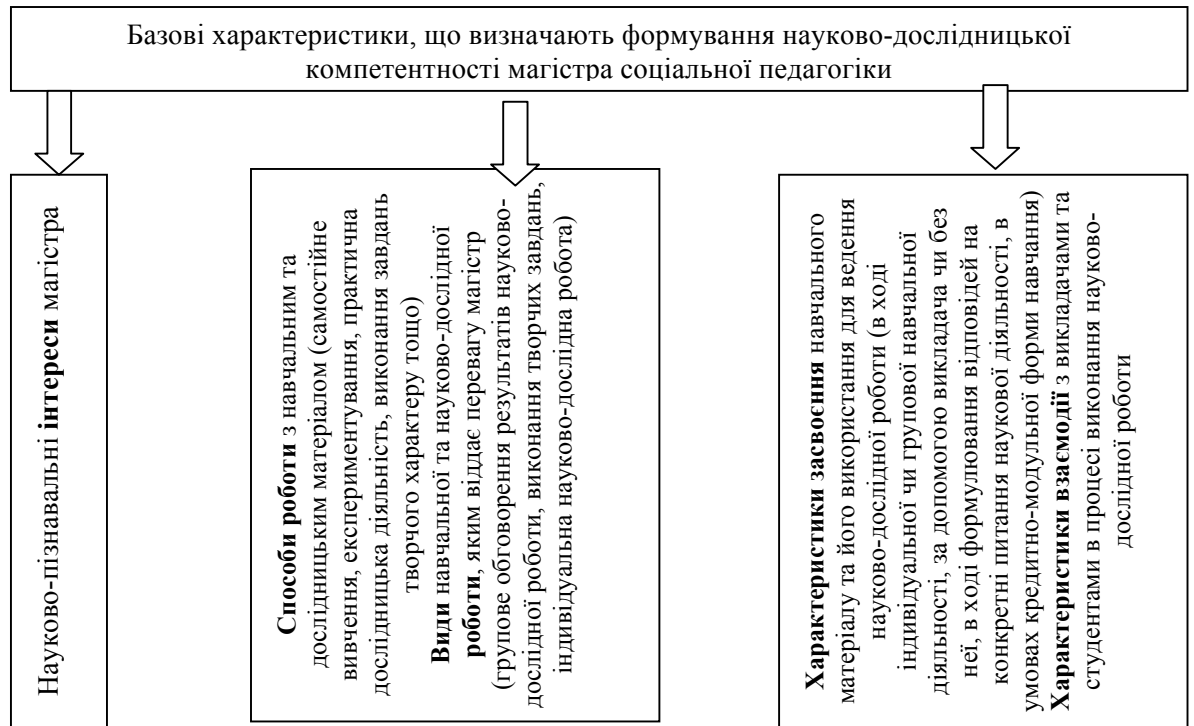 Базові характеристики, що визначають формування науково-дослідницької
компетентності магістра соціальної педагогіки
Науково-пізнавальні інтереси магістра
Способи роботи з навчальним та
дослідницьким матеріалом (самостійне
вивчення, експериментування, практична
дослідницька діяльність, виконання завдань
творчого характеру тощо)
Види навчальної та науково-дослідної
роботи, яким віддає перевагу магістр
(групове обговорення результатів науково-
дослідної роботи, виконання творчих завдань,
індивідуальна науково-дослідна робота)
Характеристики засвоєння навчального
матеріалу та його використання для ведення
науково-дослідної роботи (в ході
індивідуальної чи групової навчальної
діяльності, за допомогою викладача чи без
неї, в ході формулювання відповідей на
конкретні питання наукової діяльності, в
умовах кредитно-модульної форми навчання)
Характеристики взаємодії з викладачами та
студентами в процесі виконання науково-
дослідної роботи